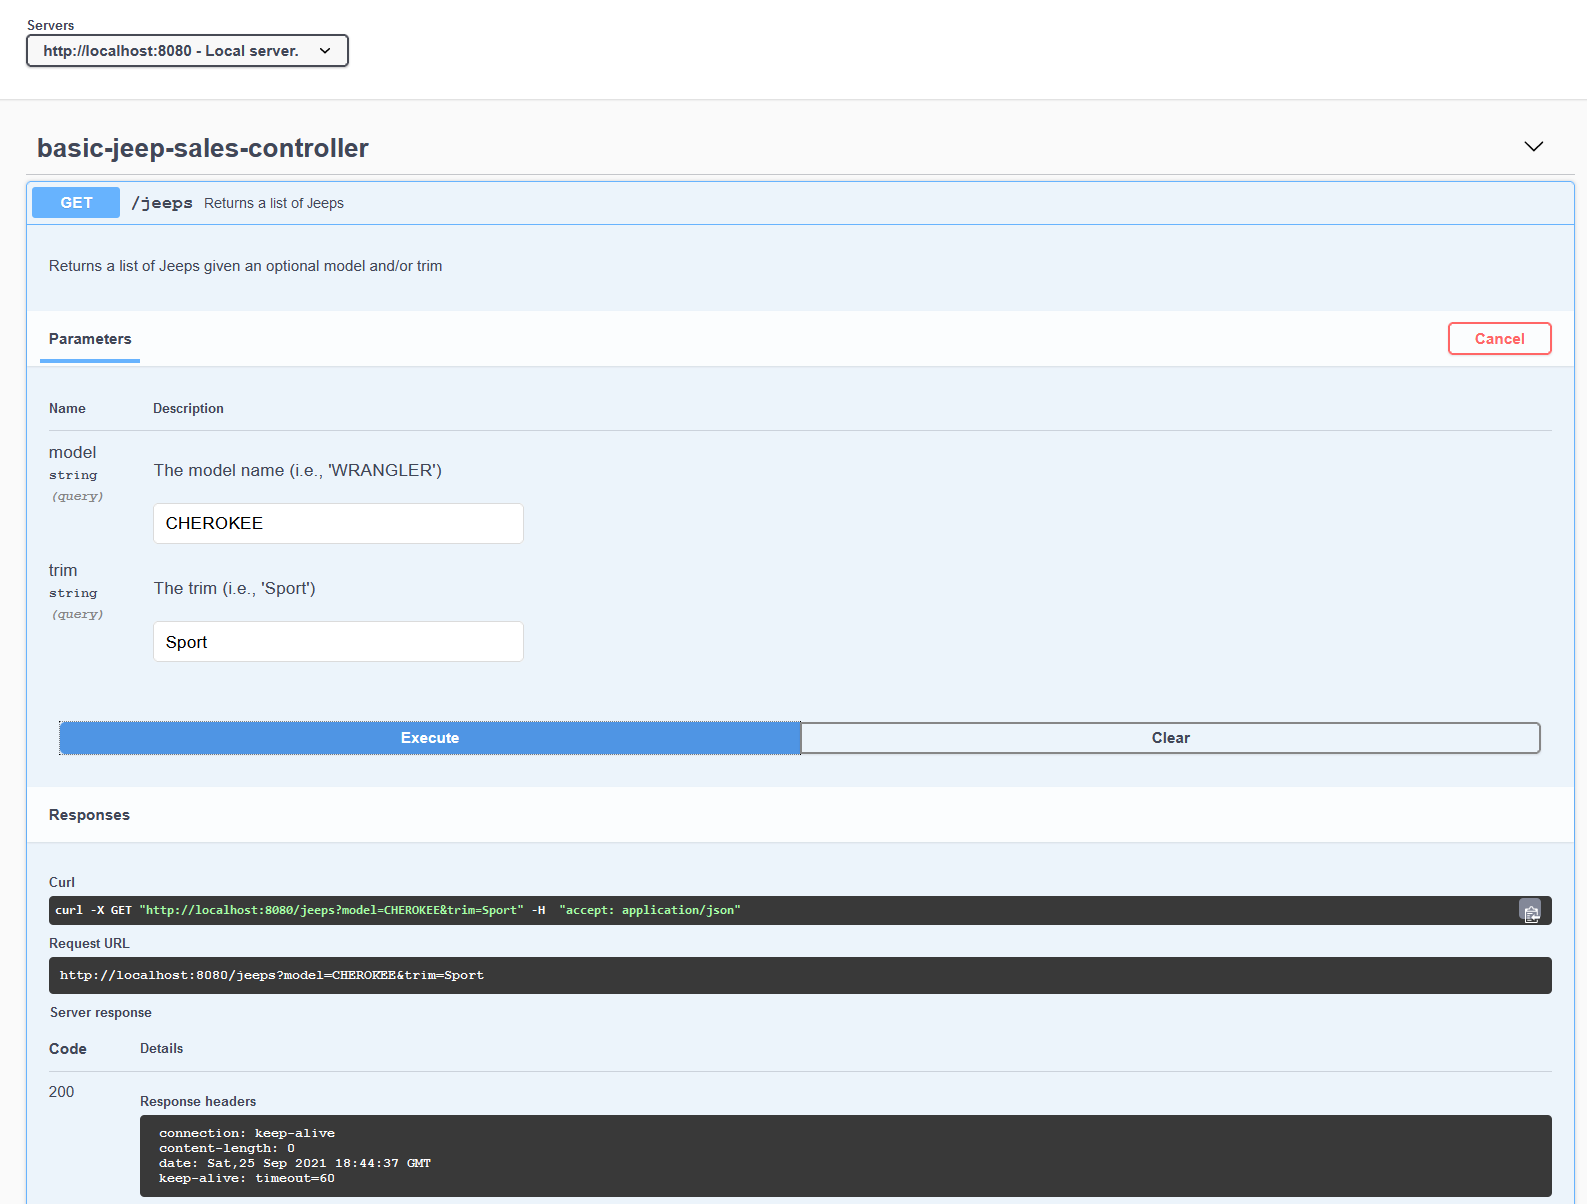 Servers
http://localhost:8080 - Local server.
basic-jeep-sales-controller
GET /jeeps Returns a list of Jeeps
Returns a list of Jeeps given an optional model and/or trim
Parameters
Cancel
Name Description
model
string
(query)
The model name (i.e., 'WRANGLER')
CHEROKEE
trim
string
(query)
The trim (i.e., 'Sport')
Sport
Execute
Clear
Responses
Curl
curl -X GET "http://localhost:8080/jeeps?model=CHEROKEE&trim=Sport" -H  "accept: application/json"
Request URL
http://localhost:8080/jeeps?model=CHEROKEE&trim=Sport
Server response
Code Details
200
Response headers
connection: keep-alive
content-length: 0
date: Sat,25 Sep 2021 18:44:37 GMT
keep-alive: timeout=60